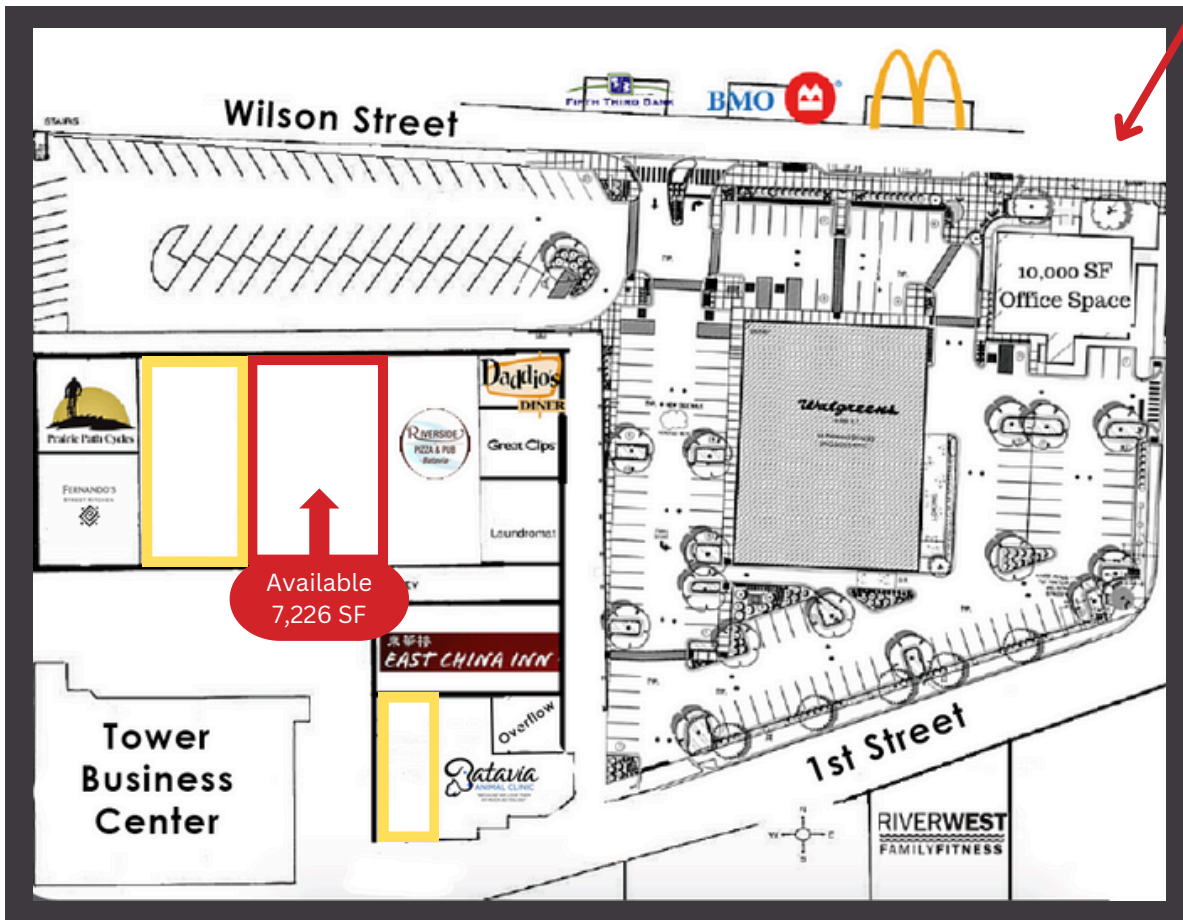 STAIRS
Wilson Street
FIFTH THIRD BANK
BMO
10,000 SF
Office Space
Prairie Path Cycles
FERNANDO'S
STREET KITCHEN
RIVERSIDE
PIZZA & PUB
Batavia
Daddio's
DINER
Great Clips
Laundromat
Walgreens
LOADING
Available
7,226 SF
東華樓
EAST CHINA INN
Overflow
Batavia
ANIMAL CLINIC
Tower
Business
Center
1st Street
N
W
E
S
RIVERWEST
FAMILYFITNESS